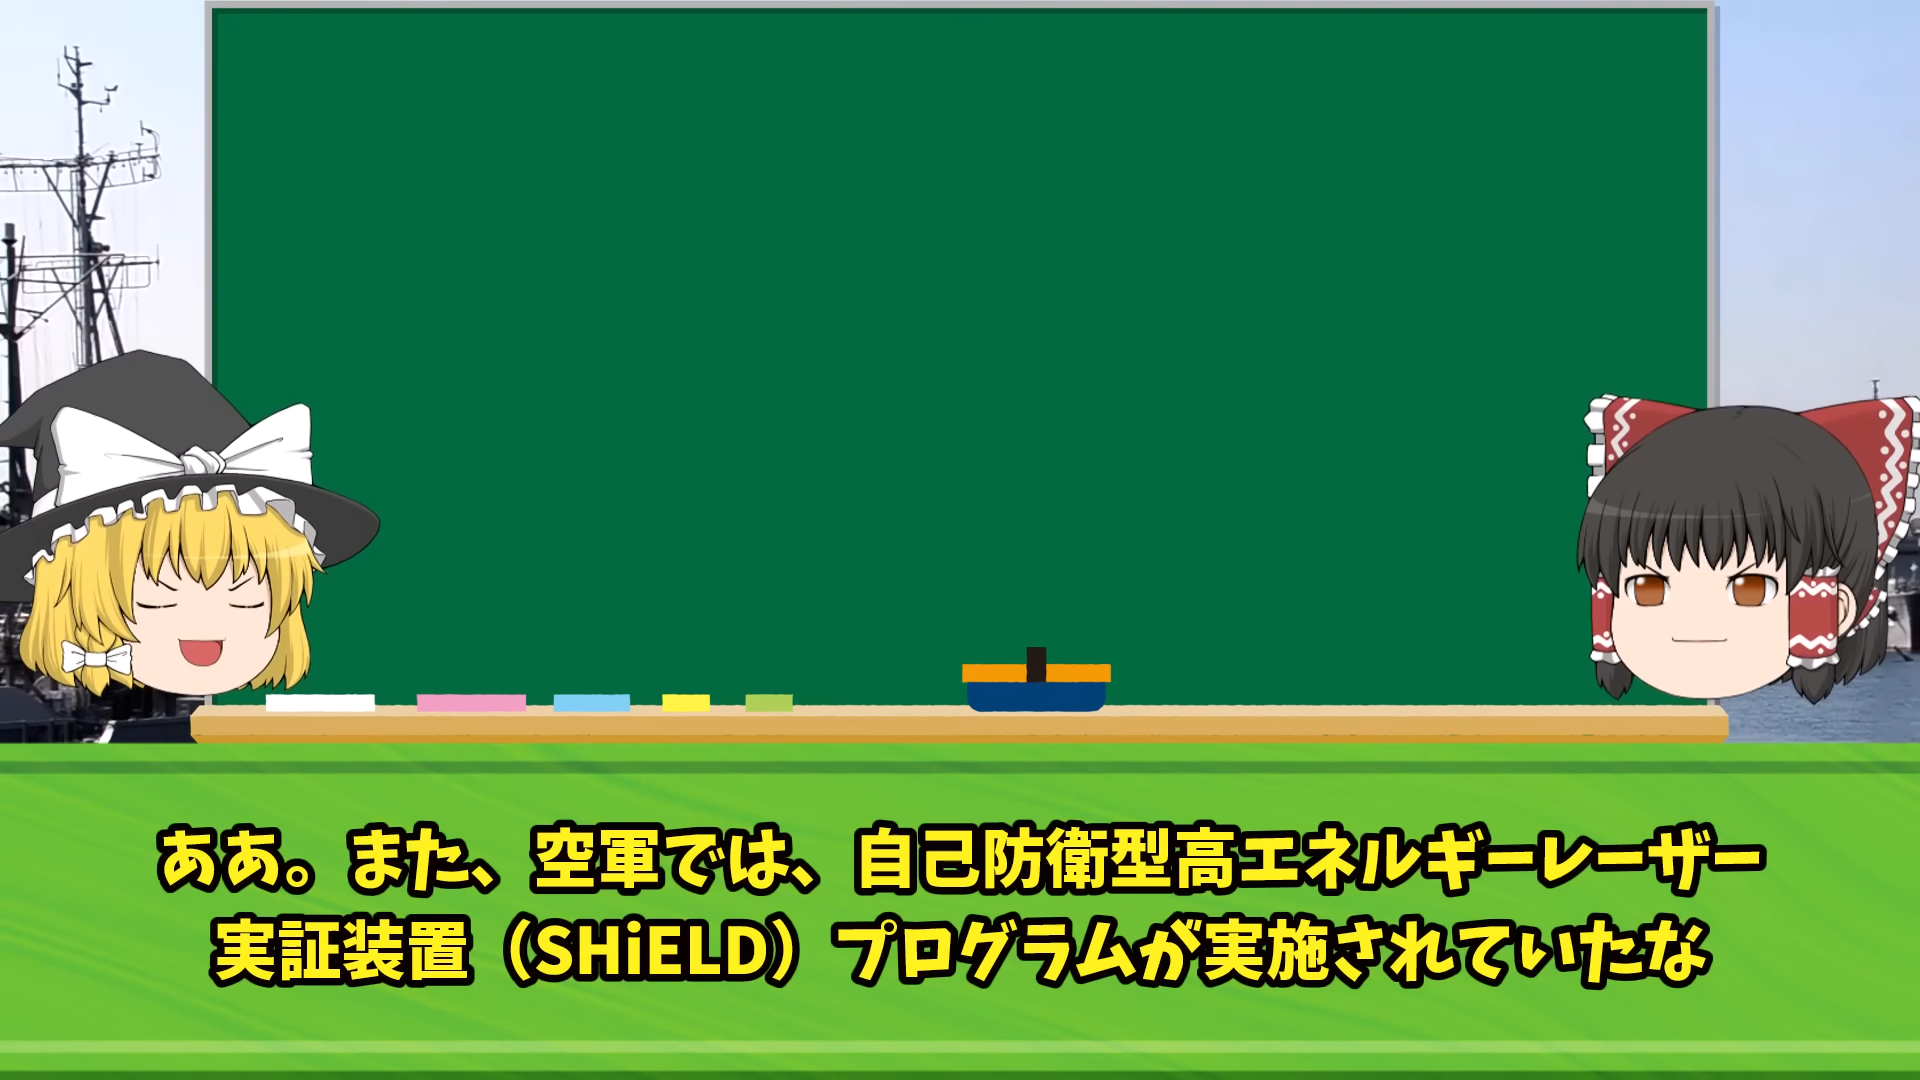 ああ。また、空軍では、自己防衛型高エネルギーレーザー
実証装置（SHiELD）プログラムが実施されていたな